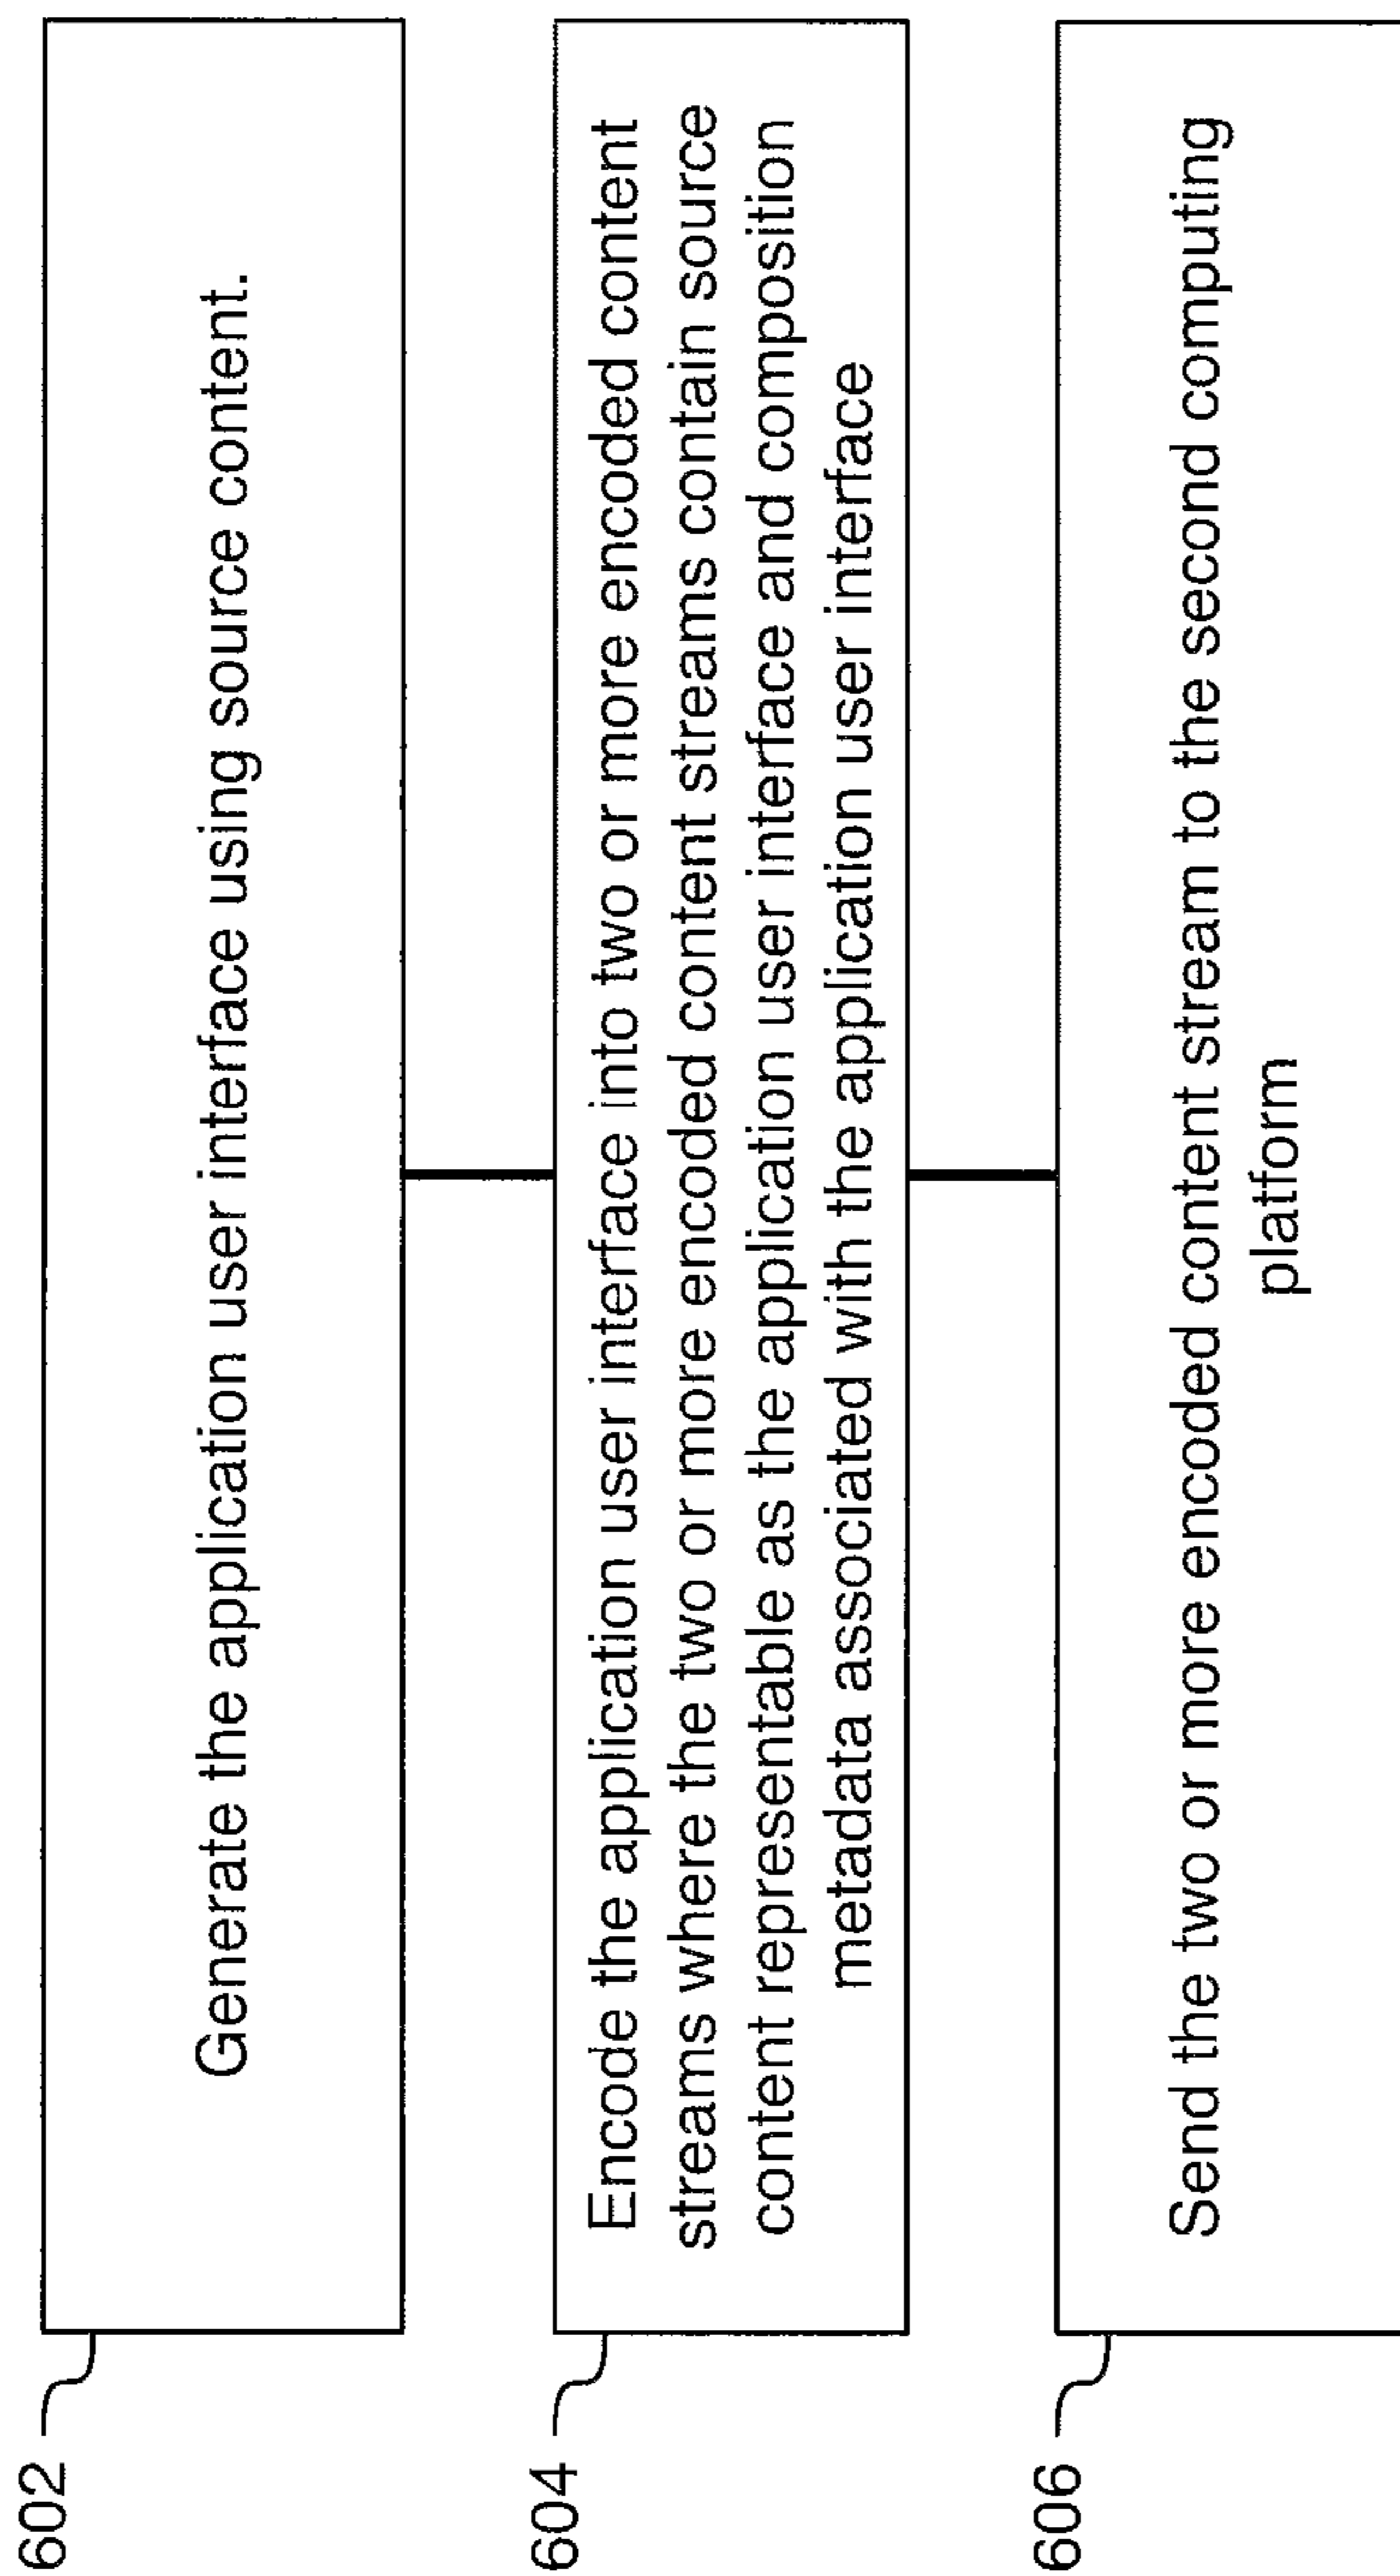 602
Generate the application user interface using source content.
604
Encode the application user interface into two or more encoded content
streams where the two or more encoded content streams contain source
content representable as the application user interface and composition
metadata associated with the application user interface
606
Send the two or more encoded content stream to the second computing
platform